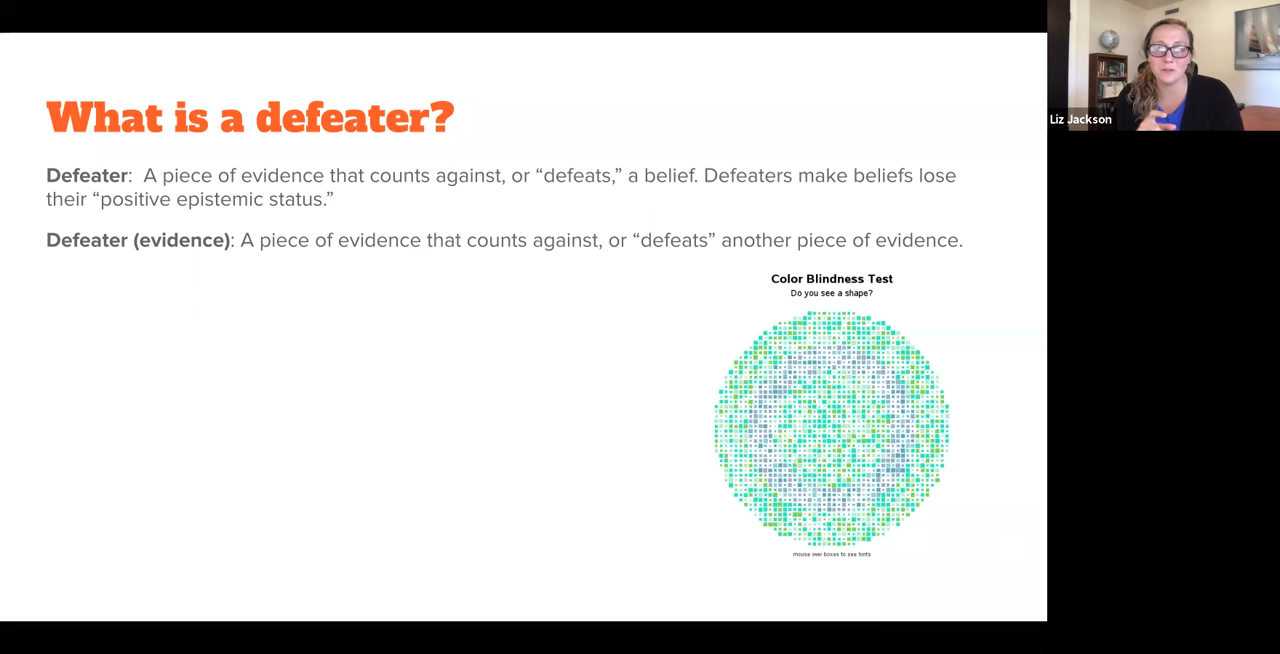 What is a defeater?
Defeater:  A piece of evidence that counts against, or “defeats,” a belief. Defeaters make beliefs lose
their “positive epistemic status.”
Defeater (evidence): A piece of evidence that counts against, or “defeats” another piece of evidence.
Color Blindness Test
Do you see a shape?
mouse over boxes to see hints
Liz Jackson